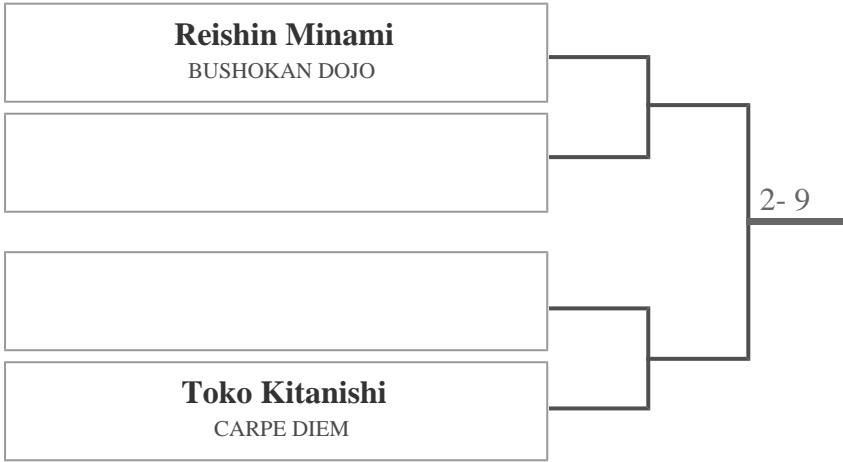 Reishin Minami
BUSHOKAN DOJO
2- 9
Toko Kitanishi
CARPE DIEM